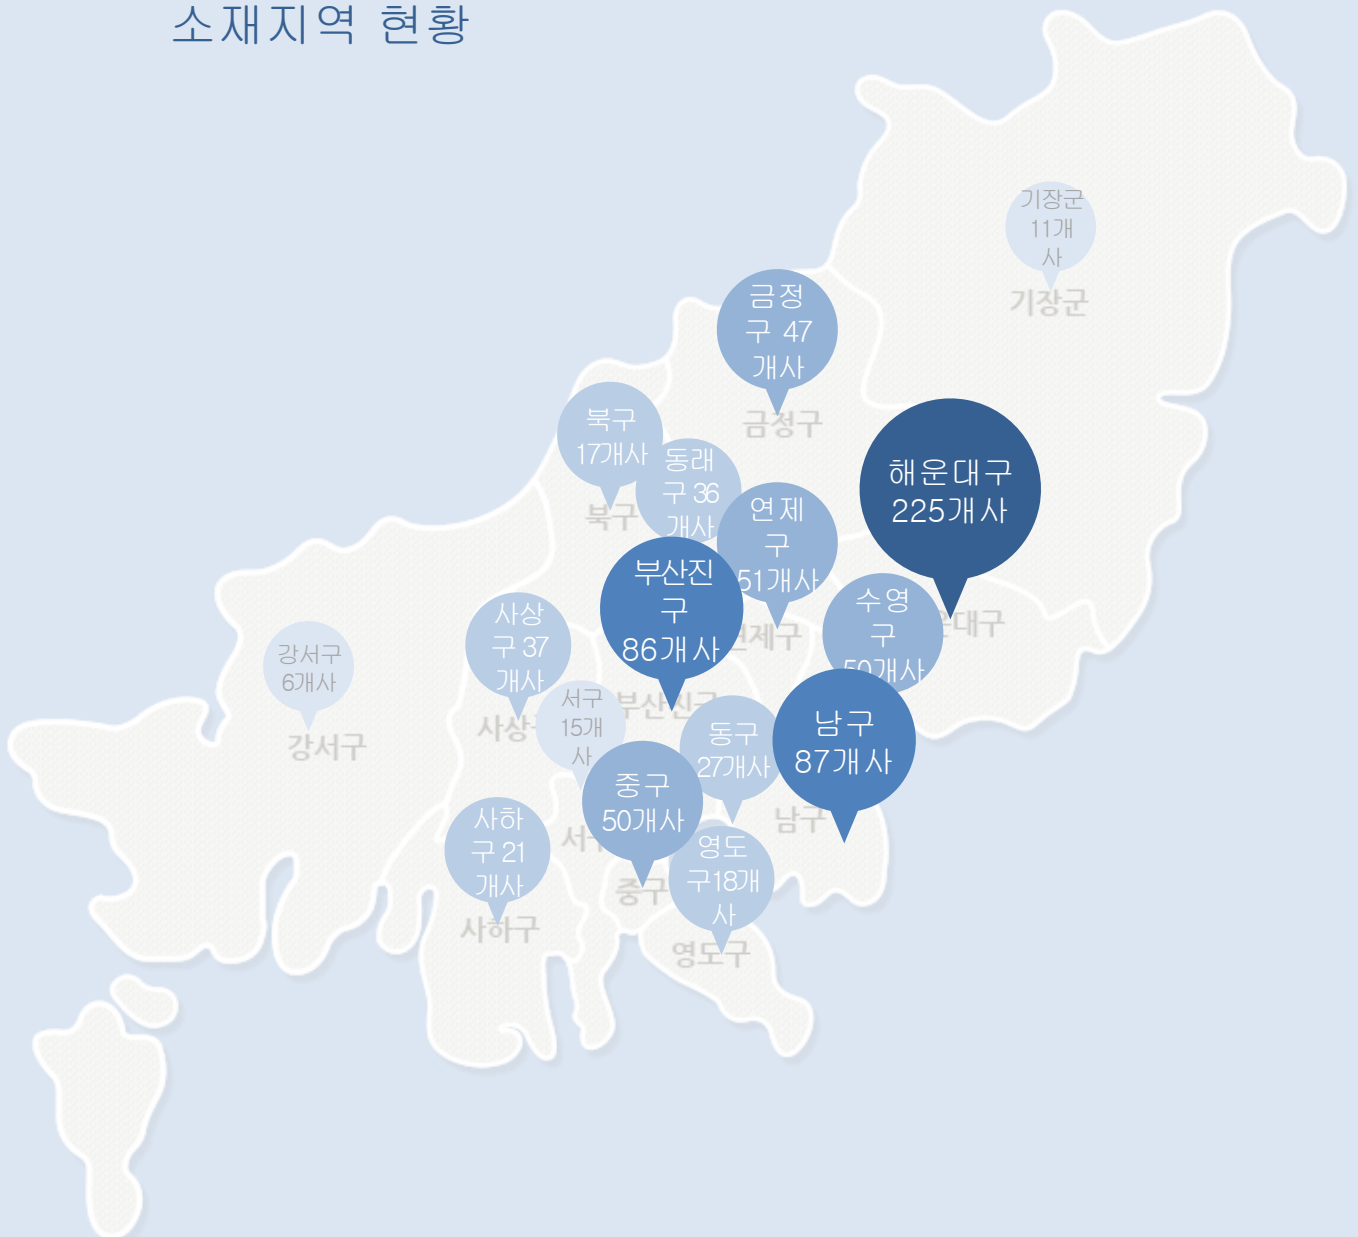 소재지역 현황
기장군
11개
사
기장군
금정
구 47
개사
금정구
북구
17개사
북구
동래
구 36
개사
해운대구
225개사
연제
구
51개사
부산진
구
86개사
수영
구
50개사
사상
구 37
개사
강서구
6개사
강서구
서구
15개
사
동구
27개사
남구
87개사
남구
중구
50개사
중구
사하
구 21
개사
사하구
영도
구18개
사
영도구